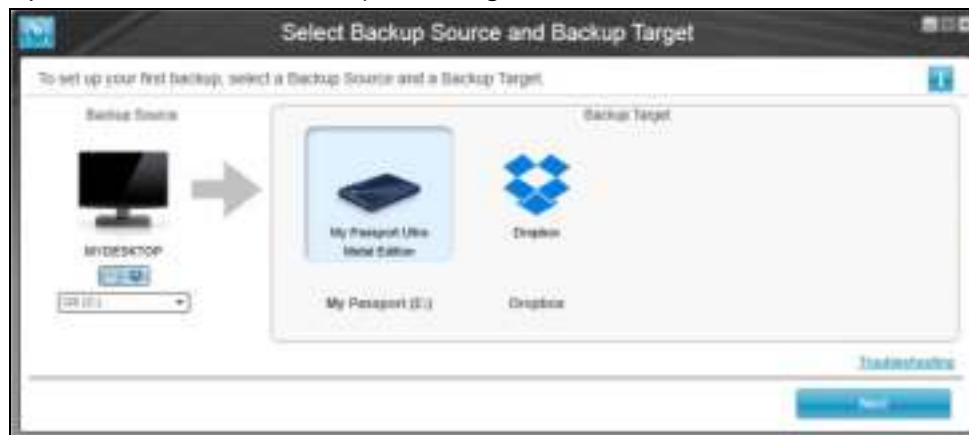 Select Backup Source and Backup Target
To set up your first backup, select a Backup Source and a Backup Target.
Backup Source
Backup Target
MYDESKTOP
My Passport Ultra
Metal Edition
Dropbox
My Passport (E:)
Dropbox
Troubleshooting
Next